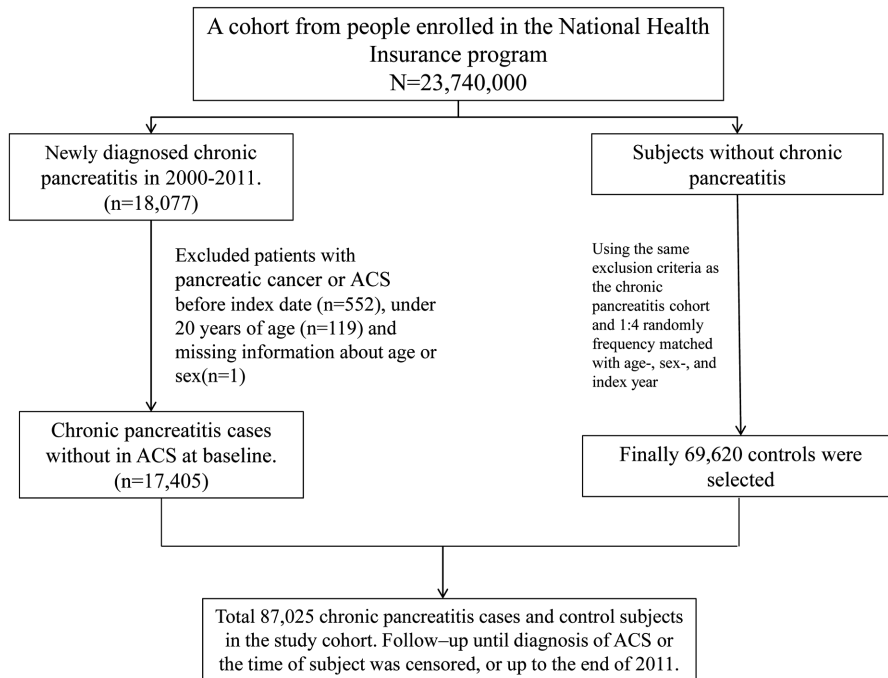 A cohort from people enrolled in the National Health
Insurance program
N=23,740,000
Newly diagnosed chronic
pancreatitis in 2000-2011.
(n=18,077)
Subjects without chronic
pancreatitis
Excluded patients with
pancreatic cancer or ACS
before index date (n=552), under
20 years of age (n=119) and
missing information about age or
sex(n=1)
Using the same
exclusion criteria as
the chronic
pancreatitis cohort
and 1:4 randomly
frequency matched
with age-, sex-, and
index year
Chronic pancreatitis cases
without in ACS at baseline.
(n=17,405)
Finally 69,620 controls were
selected
Total 87,025 chronic pancreatitis cases and control subjects
in the study cohort. Follow–up until diagnosis of ACS or
the time of subject was censored, or up to the end of 2011.